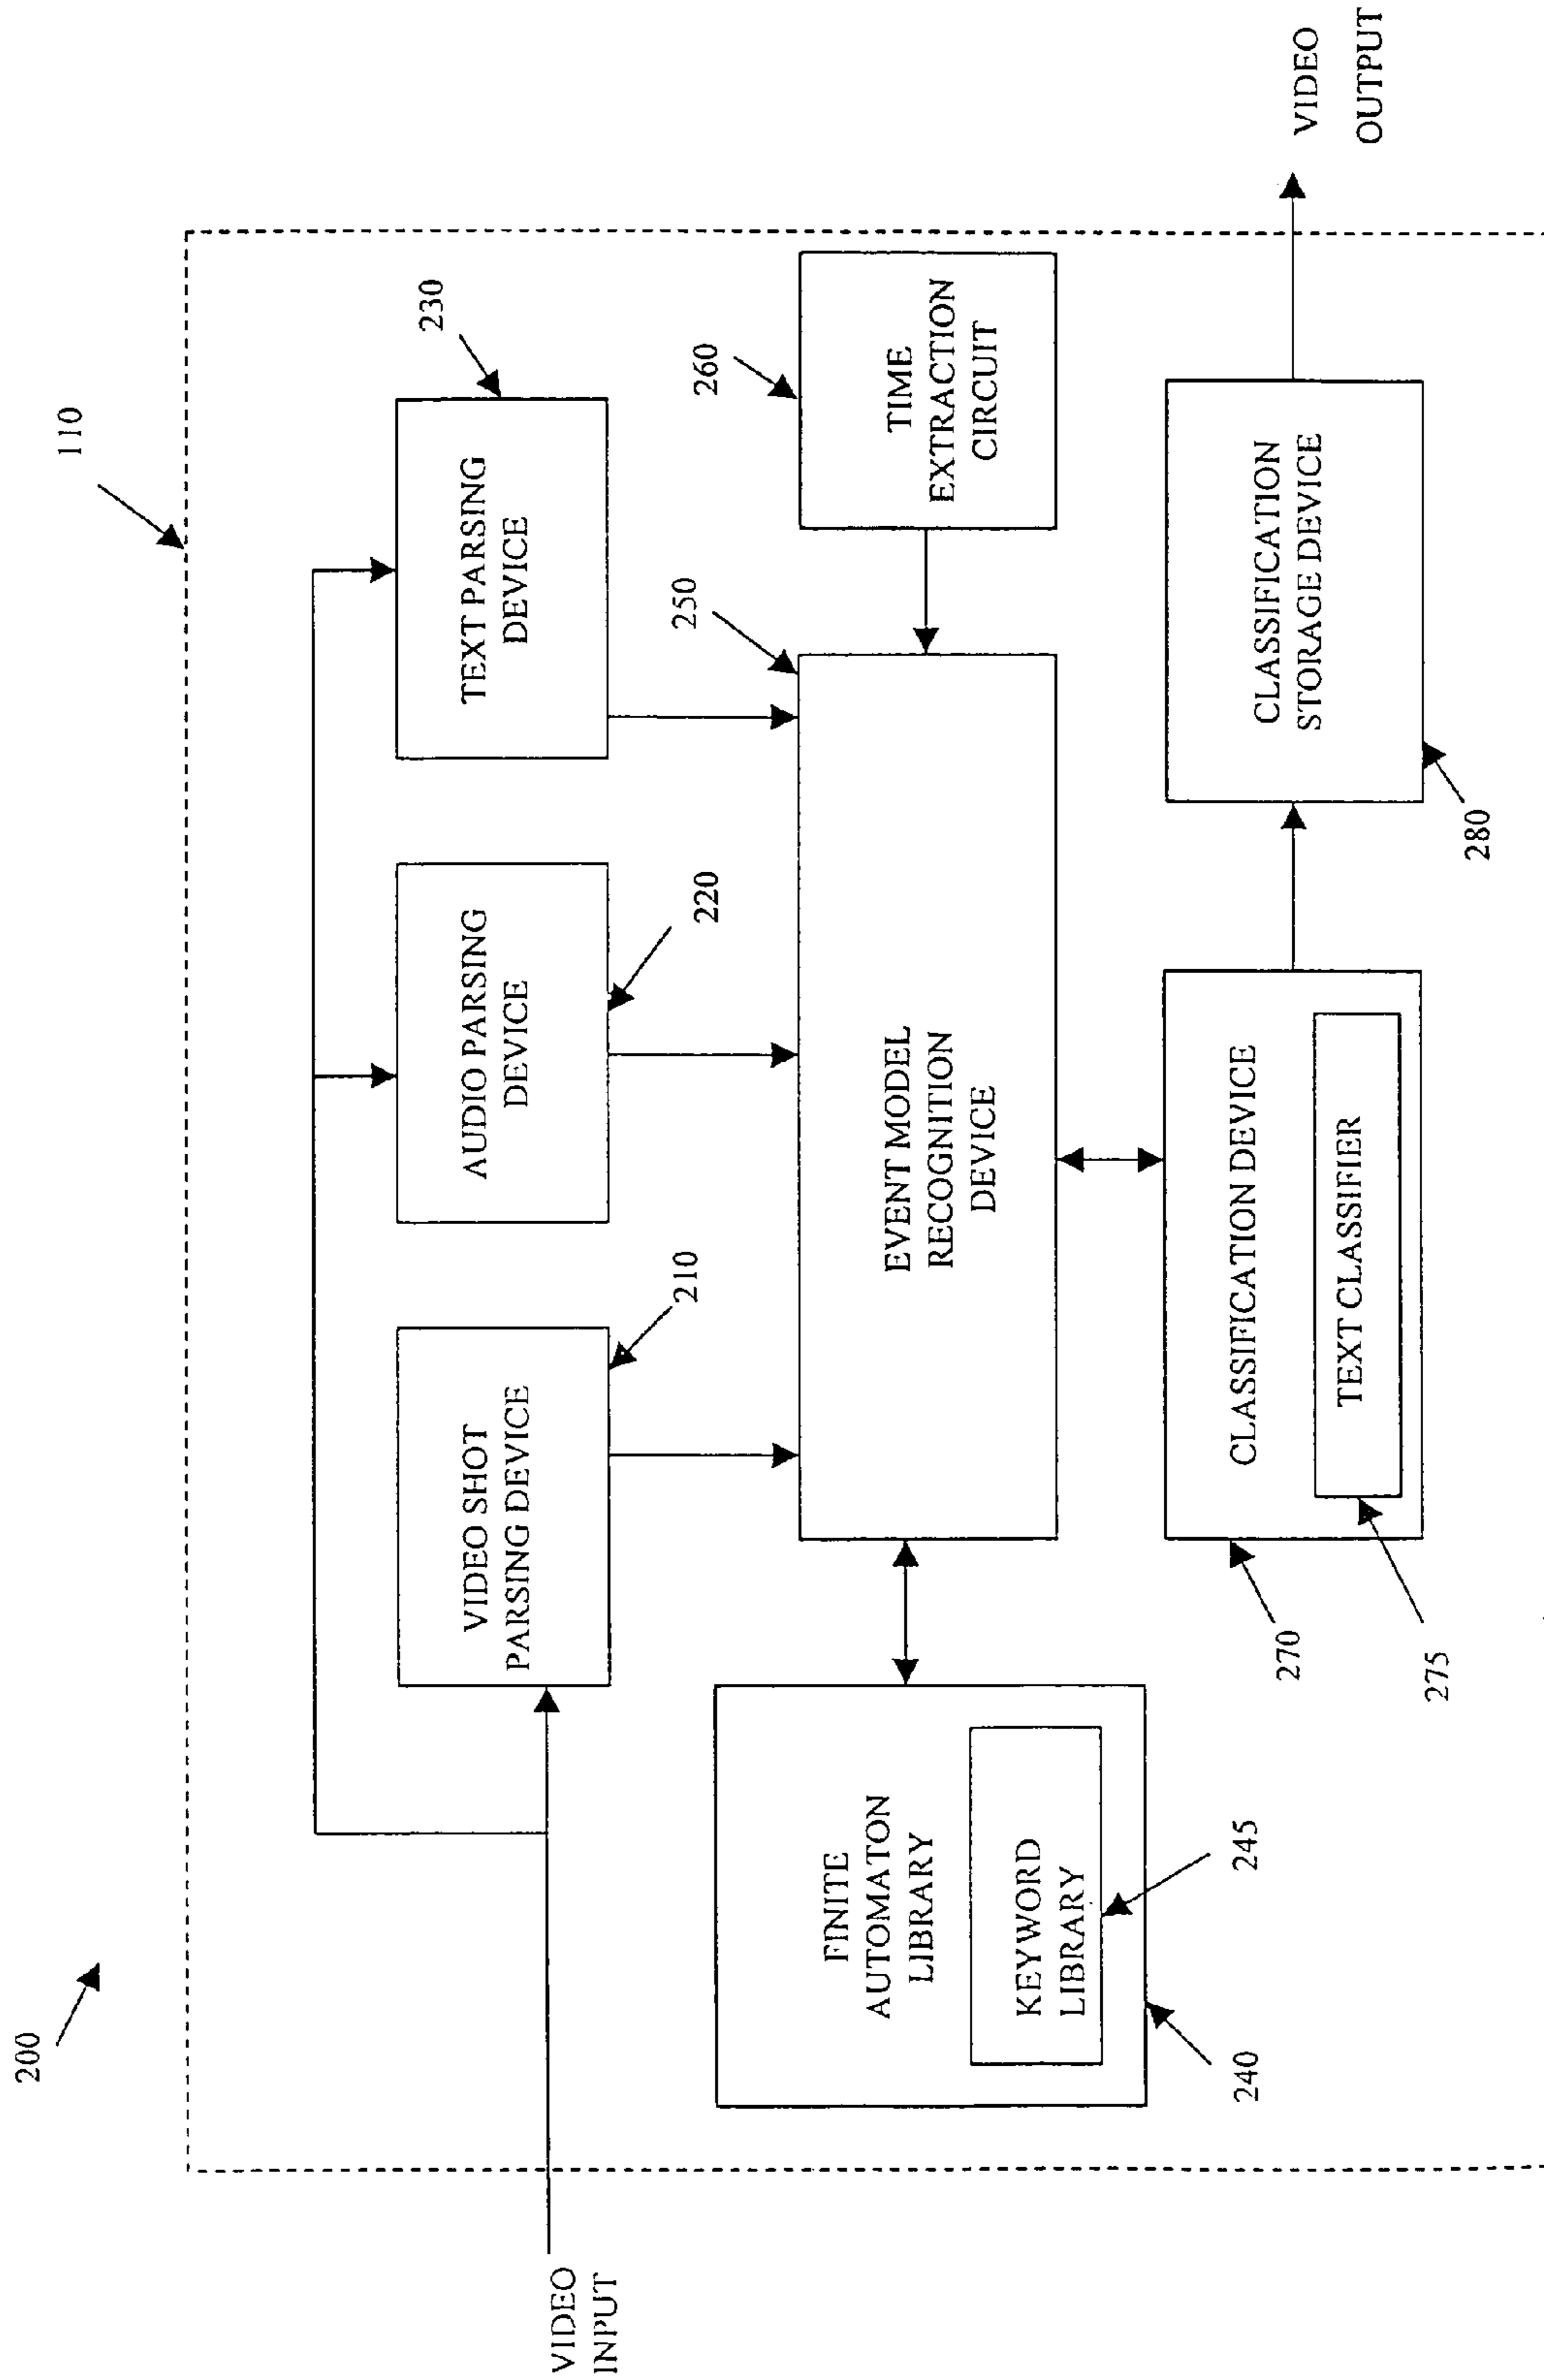 200
110
VIDEO
INPUT
VIDEO SHOT
PARSING DEVICE
210
AUDIO PARSING
DEVICE
220
TEXT PARSING
DEVICE
230
FINITE
AUTOMATON
LIBRARY
KEYWORD
LIBRARY
245
240
EVENT MODEL
RECOGNITION
DEVICE
250
TIME
EXTRACTION
CIRCUIT
260
CLASSIFICATION DEVICE
TEXT CLASSIFIER
270
275
CLASSIFICATION
STORAGE DEVICE
280
VIDEO
OUTPUT